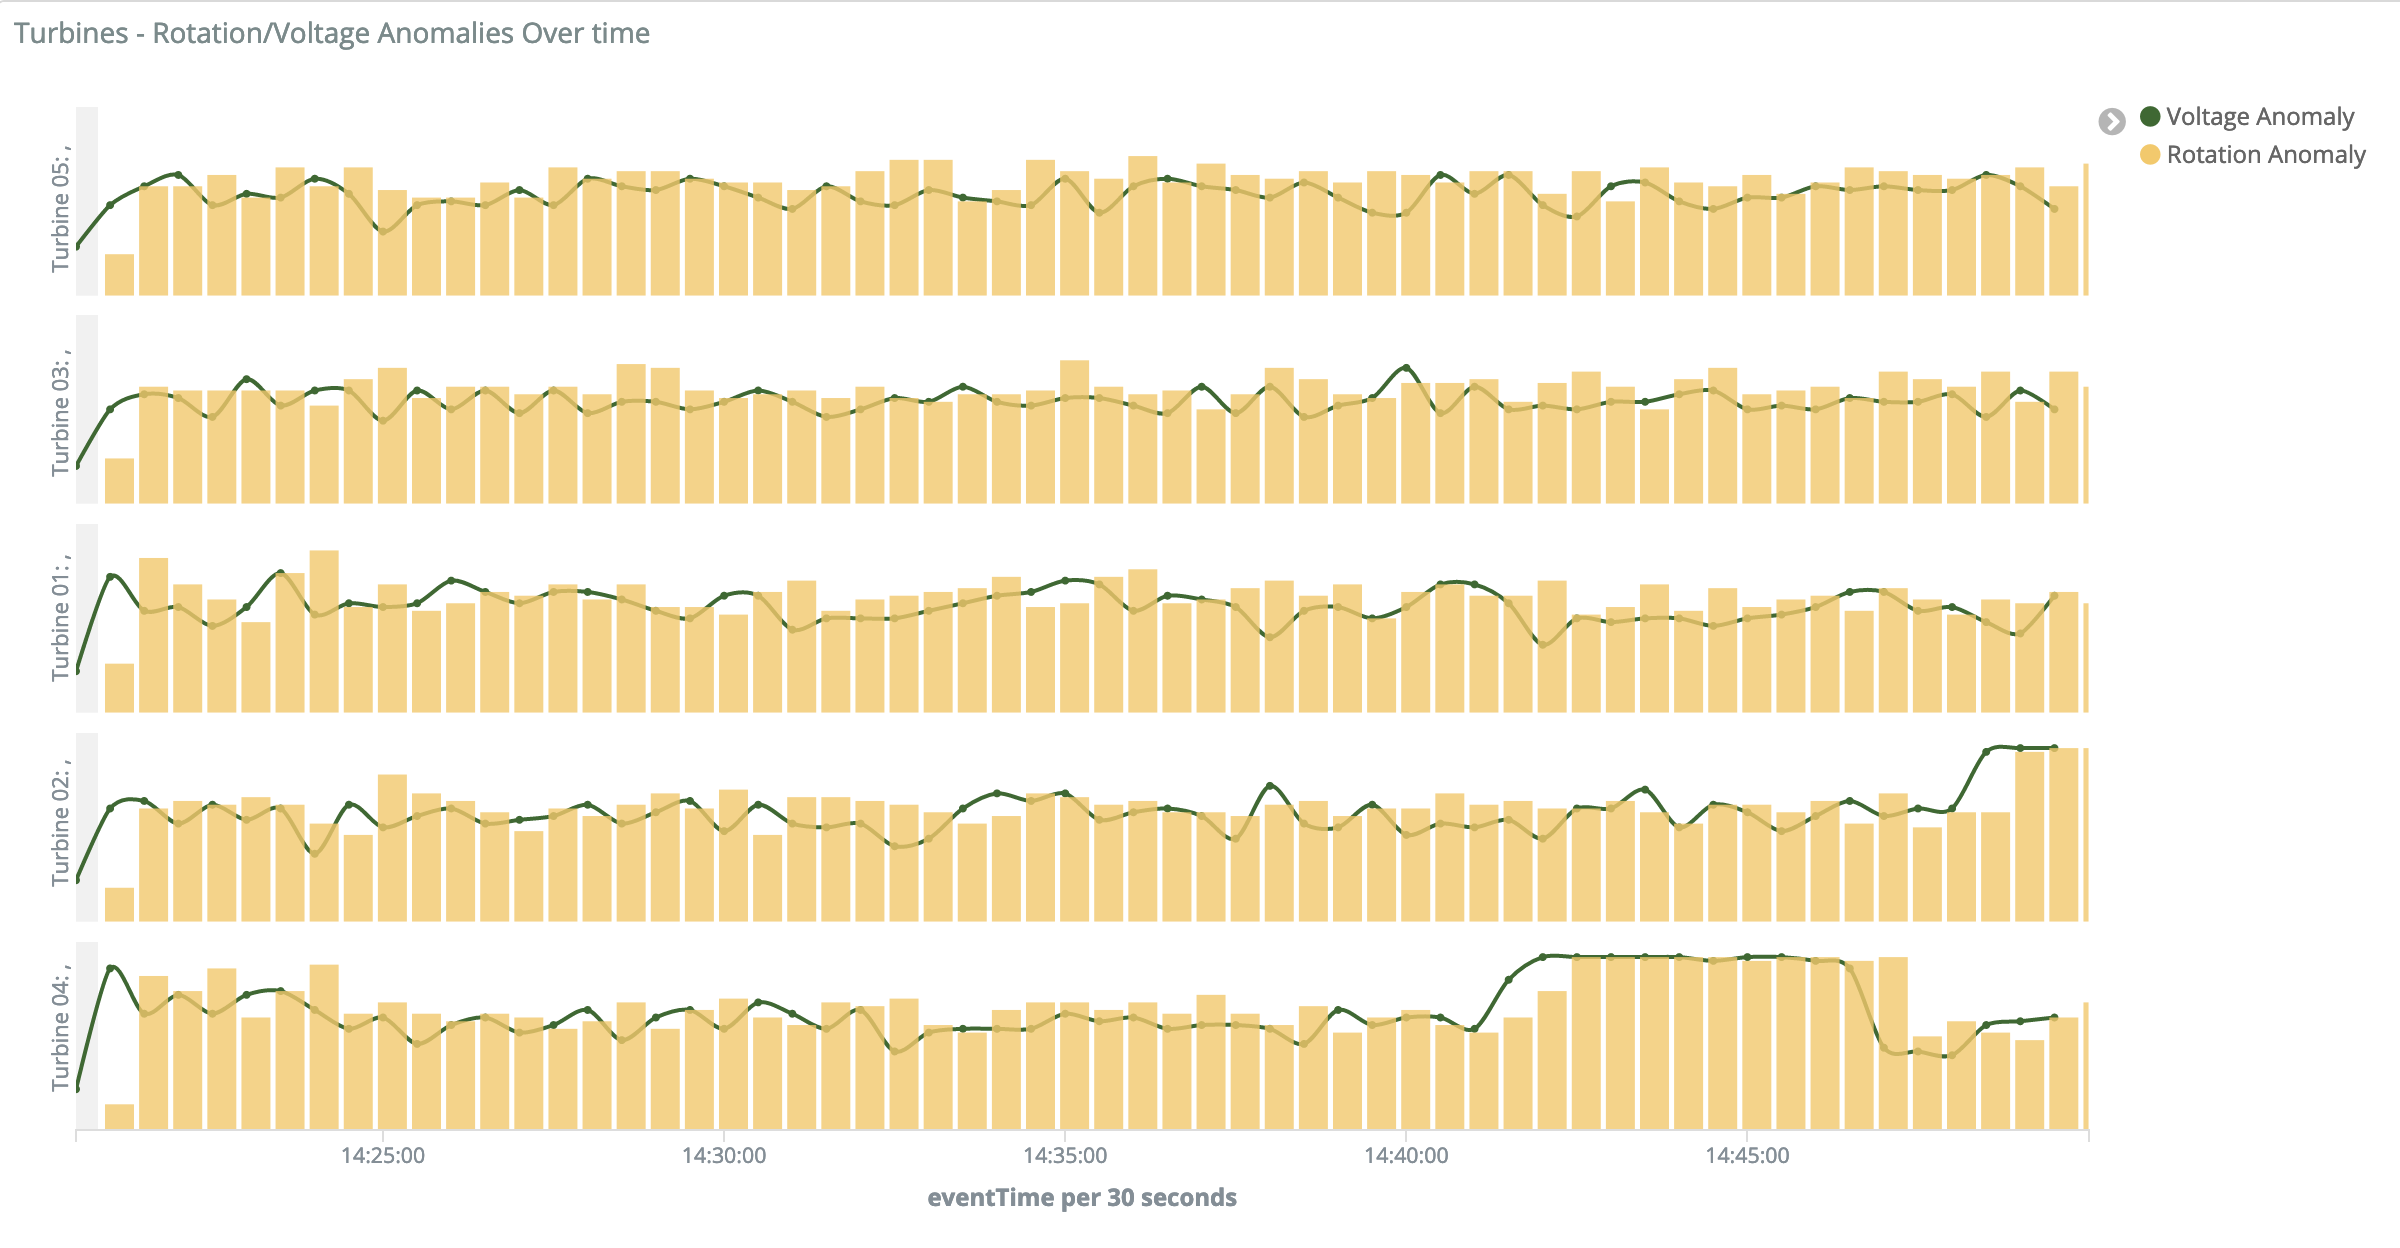 Turbines - Rotation/Voltage Anomalies Over time
Voltage Anomaly
Rotation Anomaly
Turbine 05: ,
Turbine 03: ,
Turbine 01: ,
Turbine 02: ,
Turbine 04: ,
14:25:00 14:30:00 14:35:00 14:40:00 14:45:00
eventTime per 30 seconds